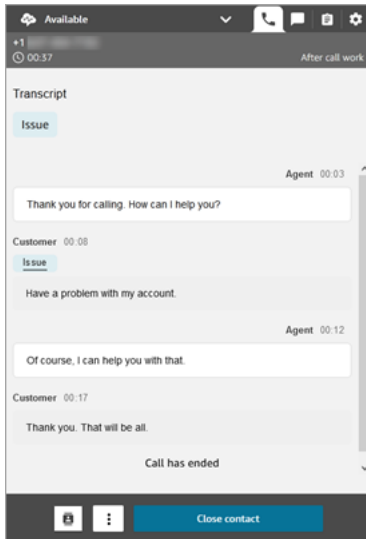 Available
+1
00:37 After call work
Transcript
Issue
Agent 00:03
Thank you for calling. How can I help you?
Customer 00:08
Issue
Have a problem with my account.
Agent 00:12
Of course, I can help you with that.
Customer 00:17
Thank you. That will be all.
Call has ended
Close contact